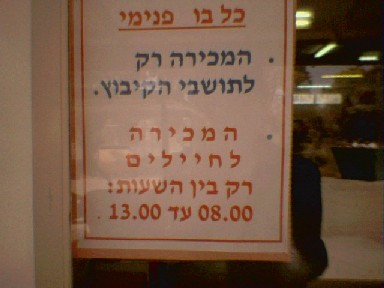 כל בו פנימי
• המכירה רק
לתושבי הקיבוץ.
• המכירה
לחיילים
רק בין השעות:
08.00 עד 13.00.